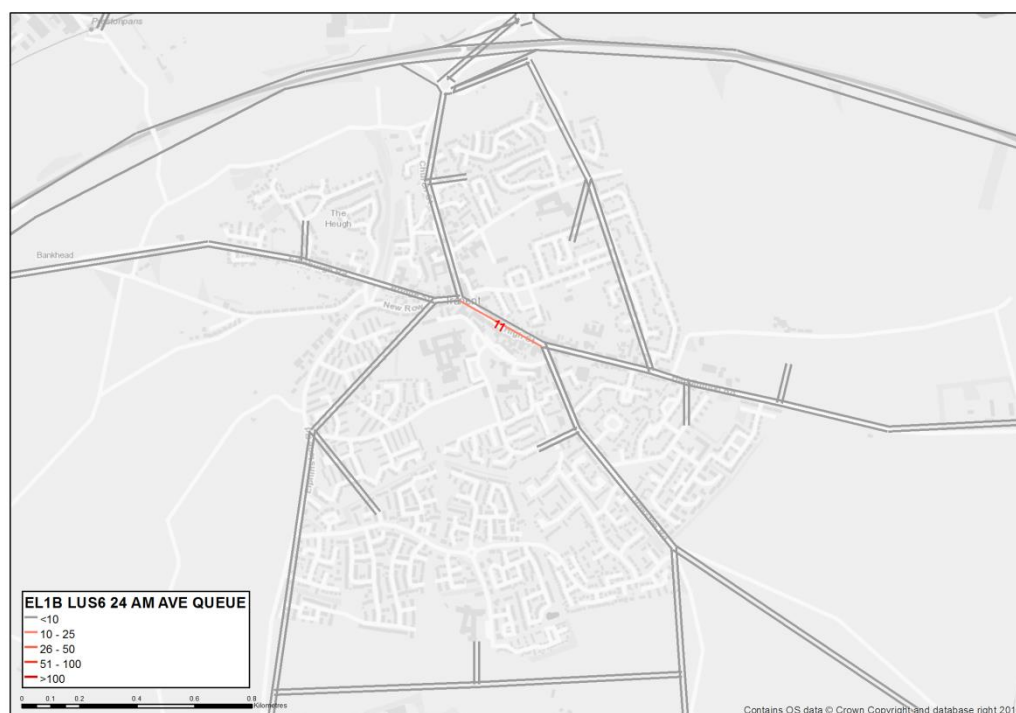 Prestonpans
The
Heugh
Bankhead
New Row
11
EL1B LUS6 24 AM AVE QUEUE
<10
10 - 25
26 - 50
51 - 100
>100
0 0.1 0.2 0.4 0.6 0.8
Kilometres
Contains OS data © Crown Copyright and database right 201